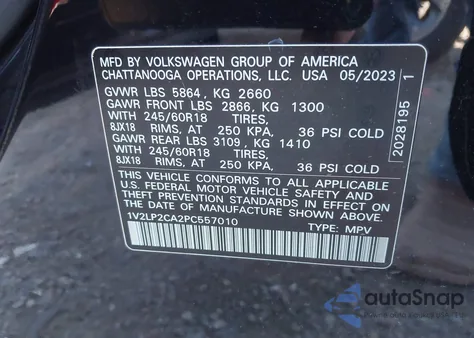 MFD BY VOLKSWAGEN GROUP OF AMERICA
CHATTANOOGA OPERATIONS, LLC. USA 05/2023
GVWR LBS 5864, KG 2660
GAWR FRONT LBS 2866, KG 1300
WITH 245/60R18 TIRES,
8JX18 RIMS, AT 250 KPA, 36 PSI COLD
GAWR REAR LBS 3109, KG 1410
WITH 245/60R18 TIRES,
8JX18 RIMS, AT 250 KPA, 36 PSI COLD
THIS VEHICLE CONFORMS TO ALL APPLICABLE
U.S. FEDERAL MOTOR VEHICLE SAFETY STANDARDS
IN EFFECT ON THE DATE OF
MANUFACTURE SHOWN ABOVE.
1V2LP2CA2PC557010 TYPE: MPV
2028195 1
autoSnap